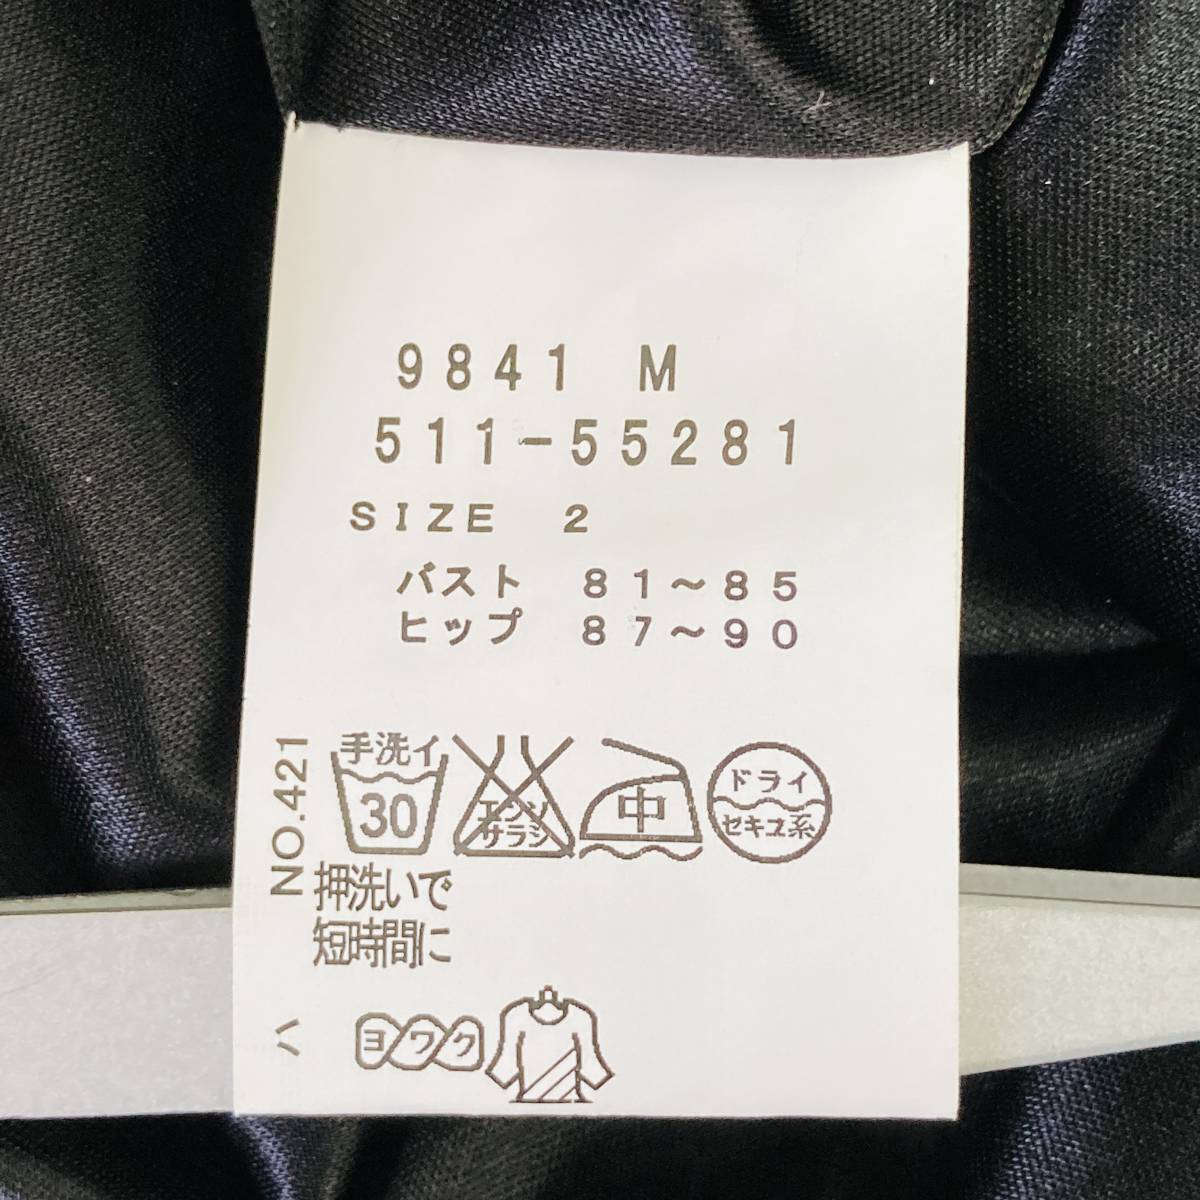 9841 M
511-55281
SIZE 2
バスト 81～85
ヒップ 87～90
NO.421
手洗イ
30
エンソ
サラシ
中
ドライ
セキユ系
押洗いで
短時間に
ハ
ヨワク